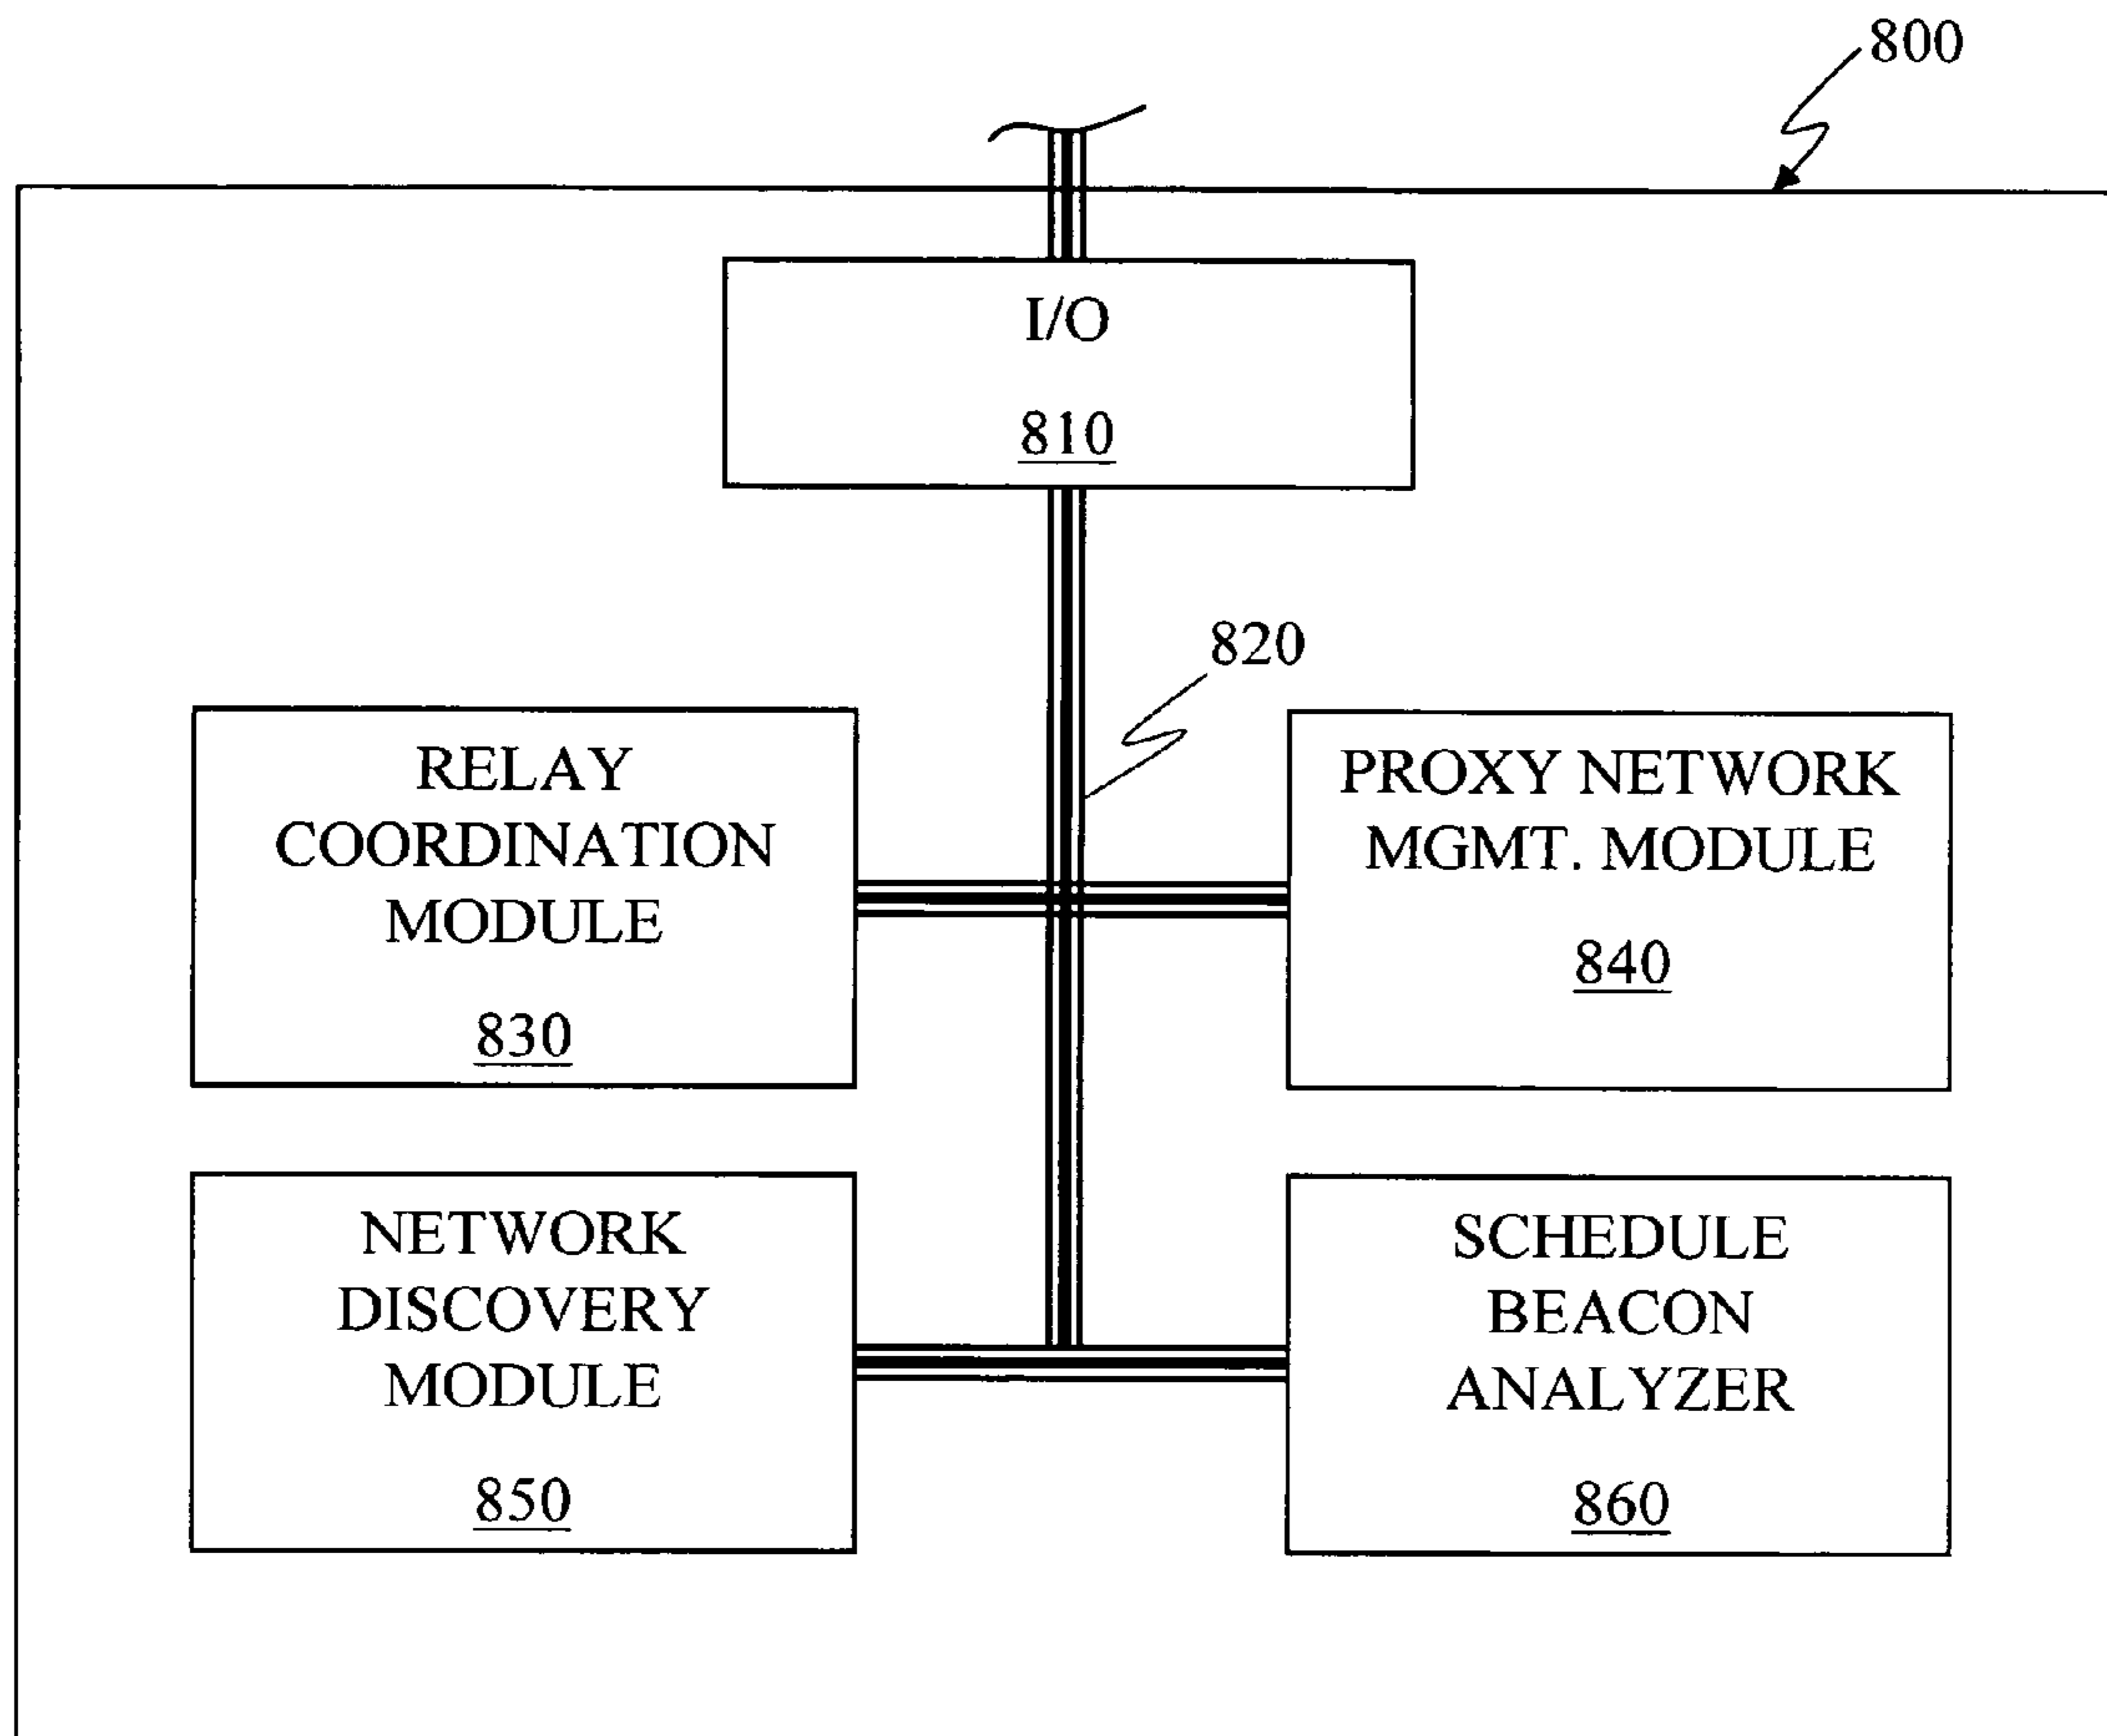 800
I/O
810
820
RELAY
COORDINATION
MODULE
830
PROXY NETWORK
MGMT. MODULE
840
NETWORK
DISCOVERY
MODULE
850
SCHEDULE
BEACON
ANALYZER
860